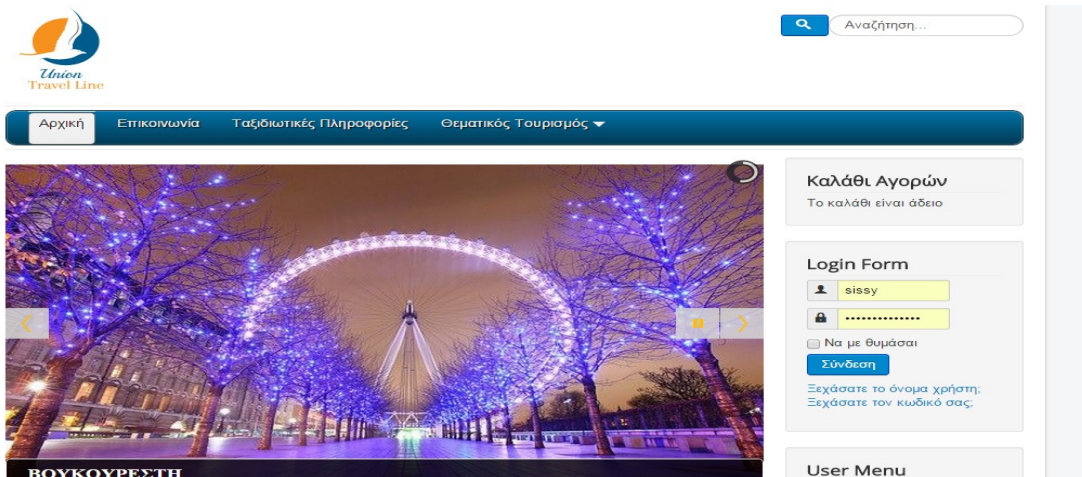 Union
Travel Line
Αναζήτηση...
Αρχική Επικοινωνία Ταξιδιωτικές Πληροφορίες Θεματικός Τουρισμός
Καλάθι Αγορών
Το καλάθι είναι άδειο
Login Form
sissy
•••••••••••••
Να με θυμάσαι
Σύνδεση
Ξεχάσατε το όνομα χρήστη;
Ξεχάσατε τον κωδικό σας;
ΒΟΥΚΟΥΡΕΣΤΗ
User Menu